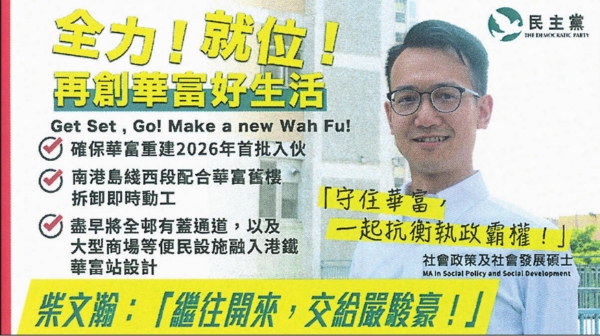 民主黨
THE DEMOCRATIC PARTY
全力！就位！
再創華富好生活
Get Set , Go! Make a new Wah Fu!
確保華富重建2026年首批入伙
南港島綫西段配合華富舊樓
拆卸即時動工
盡早將全邨有蓋通道，以及
大型商場等便民設施融入港鐵
華富站設計
「守住華富，
一起抗衡執政霸權！」
社會政策及社會發展碩士
MA in Social Policy and Social Development
柴文瀚：「繼往開來，交給嚴駿豪！」